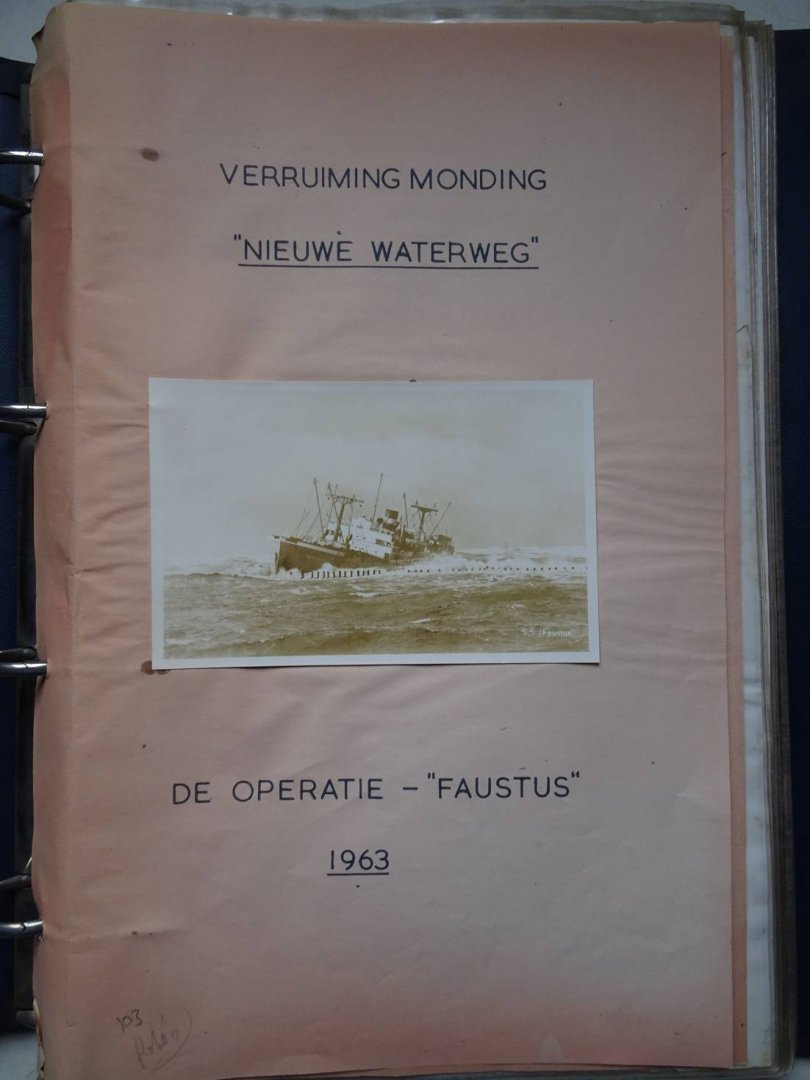 VERRUIMING MONDING
"NIEUWE WATERWEG"
S.S. „Faustus"
DE OPERATIE - "FAUSTUS"
1963
103